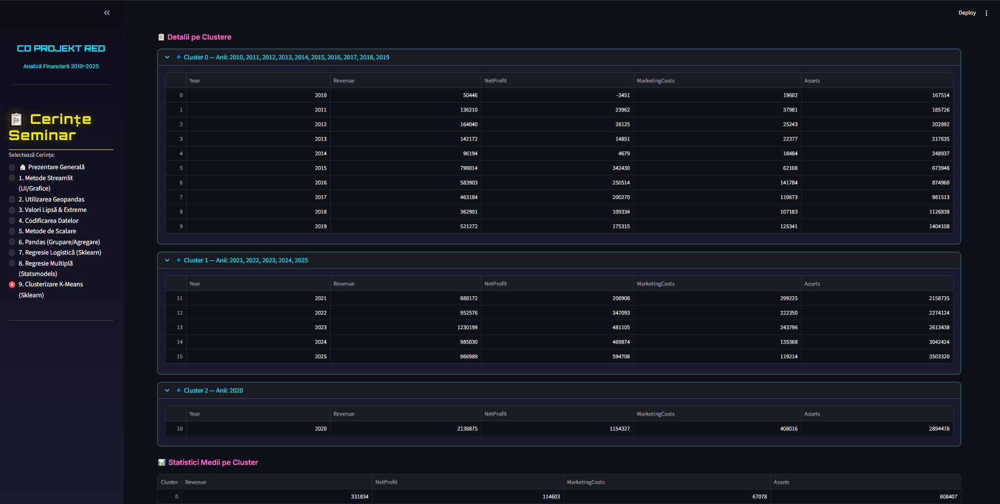 Deploy
CD PROJEKT RED
Analiză Financiară 2010–2025
📋 Cerințe
Seminar
Selectează Cerința:
🏠 Prezentare Generală
1. Metode Streamlit
(UI/Grafice)
2. Utilizarea Geopandas
3. Valori Lipsă & Extreme
4. Codificarea Datelor
5. Metode de Scalare
6. Pandas (Grupare/Agregare)
7. Regresie Logistică (Sklearn)
8. Regresie Multiplă
(Statsmodels)
9. Clusterizare K-Means
(Sklearn)
📋 Detalii pe Clustere
🔹 Cluster 0 — Anii: 2010, 2011, 2012, 2013, 2014, 2015, 2016, 2017, 2018, 2019
Year Revenue NetProfit MarketingCosts Assets
0 2010 50446 -3451 19602 167514
1 2011 136210 23962 37981 185726
2 2012 164040 28125 25243 202892
3 2013 142172 14851 22377 217635
4 2014 96194 4679 18484 248937
5 2015 798014 342430 62108 673946
6 2016 583903 250514 141784 874960
7 2017 463184 200270 110673 981513
8 2018 362901 109334 107183 1126838
9 2019 521272 175315 125341 1404108
🔹 Cluster 1 — Anii: 2021, 2022, 2023, 2024, 2025
Year Revenue NetProfit MarketingCosts Assets
11 2021 888172 208908 299225 2158735
12 2022 952576 347093 222350 2274124
13 2023 1230199 481105 243796 2613438
14 2024 985030 469874 135368 3042424
15 2025 866989 594708 119214 3503320
🔹 Cluster 2 — Anii: 2020
Year Revenue NetProfit MarketingCosts Assets
10 2020 2138875 1154327 408016 2894478
📊 Statistici Medii pe Cluster
Cluster Revenue NetProfit MarketingCosts Assets
0 331834 114603 67078 608407